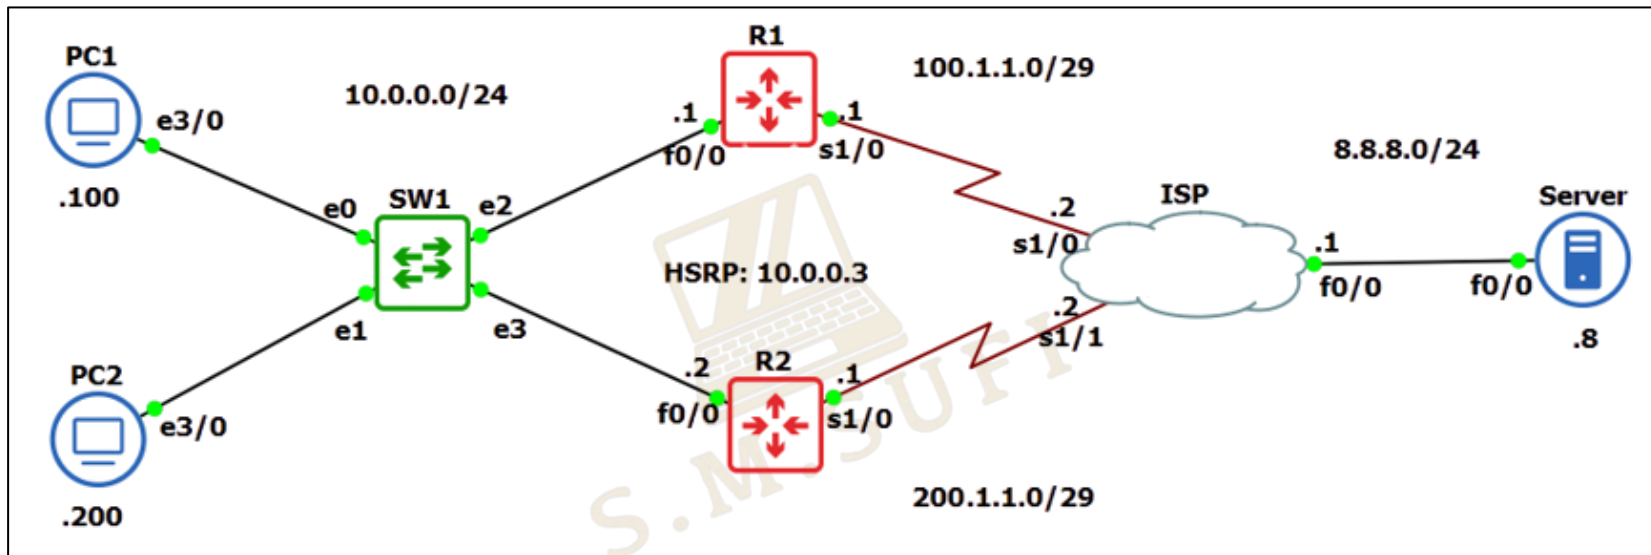 PC1
R1
10.0.0.0/24
100.1.1.0/29
e3/0
.1
.1
f0/0
s1/0
8.8.8.0/24
.100
SW1
ISP
Server
e0
e2
.2
s1/0
.1
HSRP: 10.0.0.3
f0/0
f0/0
e1
e3
.2
s1/1
.8
PC2
R2
.2
.1
e3/0
f0/0
s1/0
.200
200.1.1.0/29
S.M.SUFI